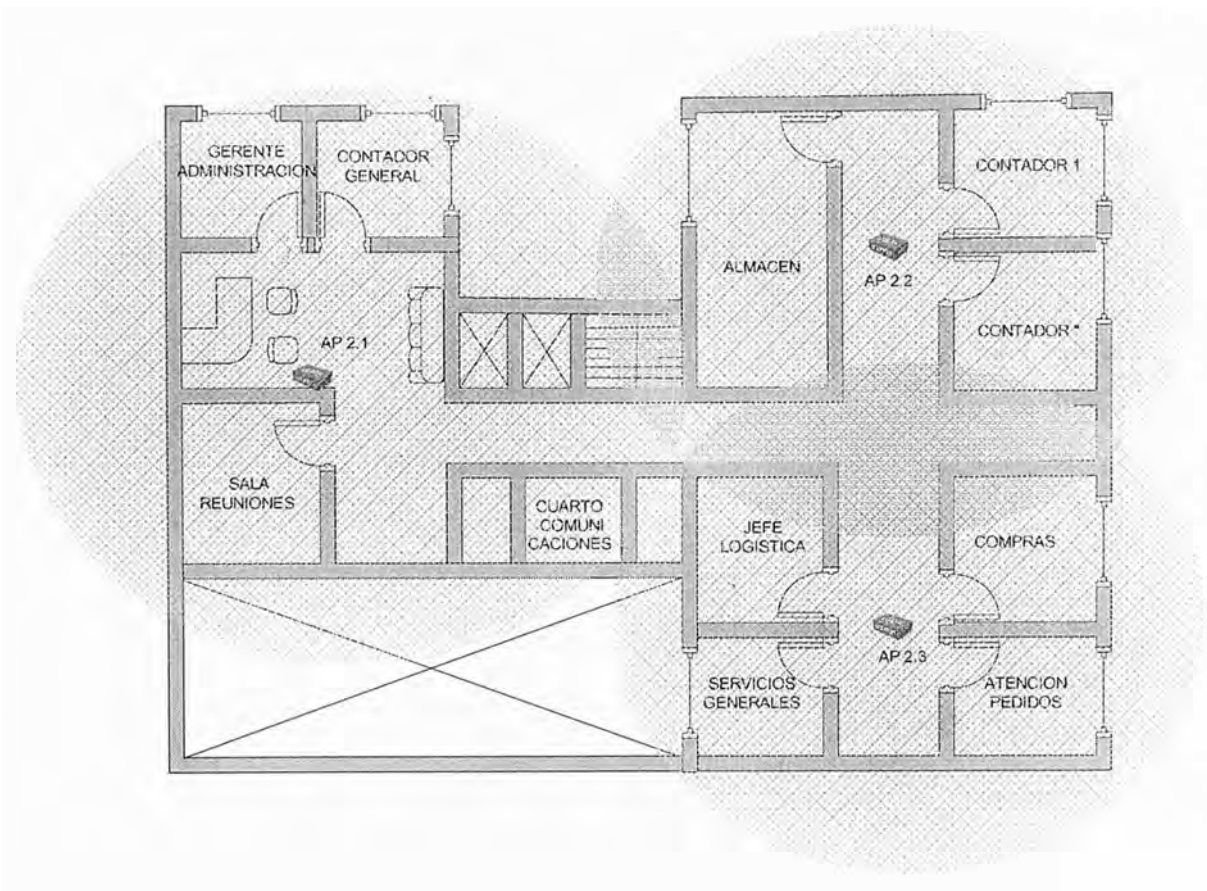 GERENTE
ADMINISTRACION
CONTADOR
GENERAL
CONTADOR 1
ALMACEN
AP 2.2
CONTADOR *
AP 2.1
SALA
REUNIONES
CUARTO
COMUNI
CACIONES
JEFE
LOGISTICA
COMPRAS
AP 2.3
SERVICIOS
GENERALES
ATENCION
PEDIDOS